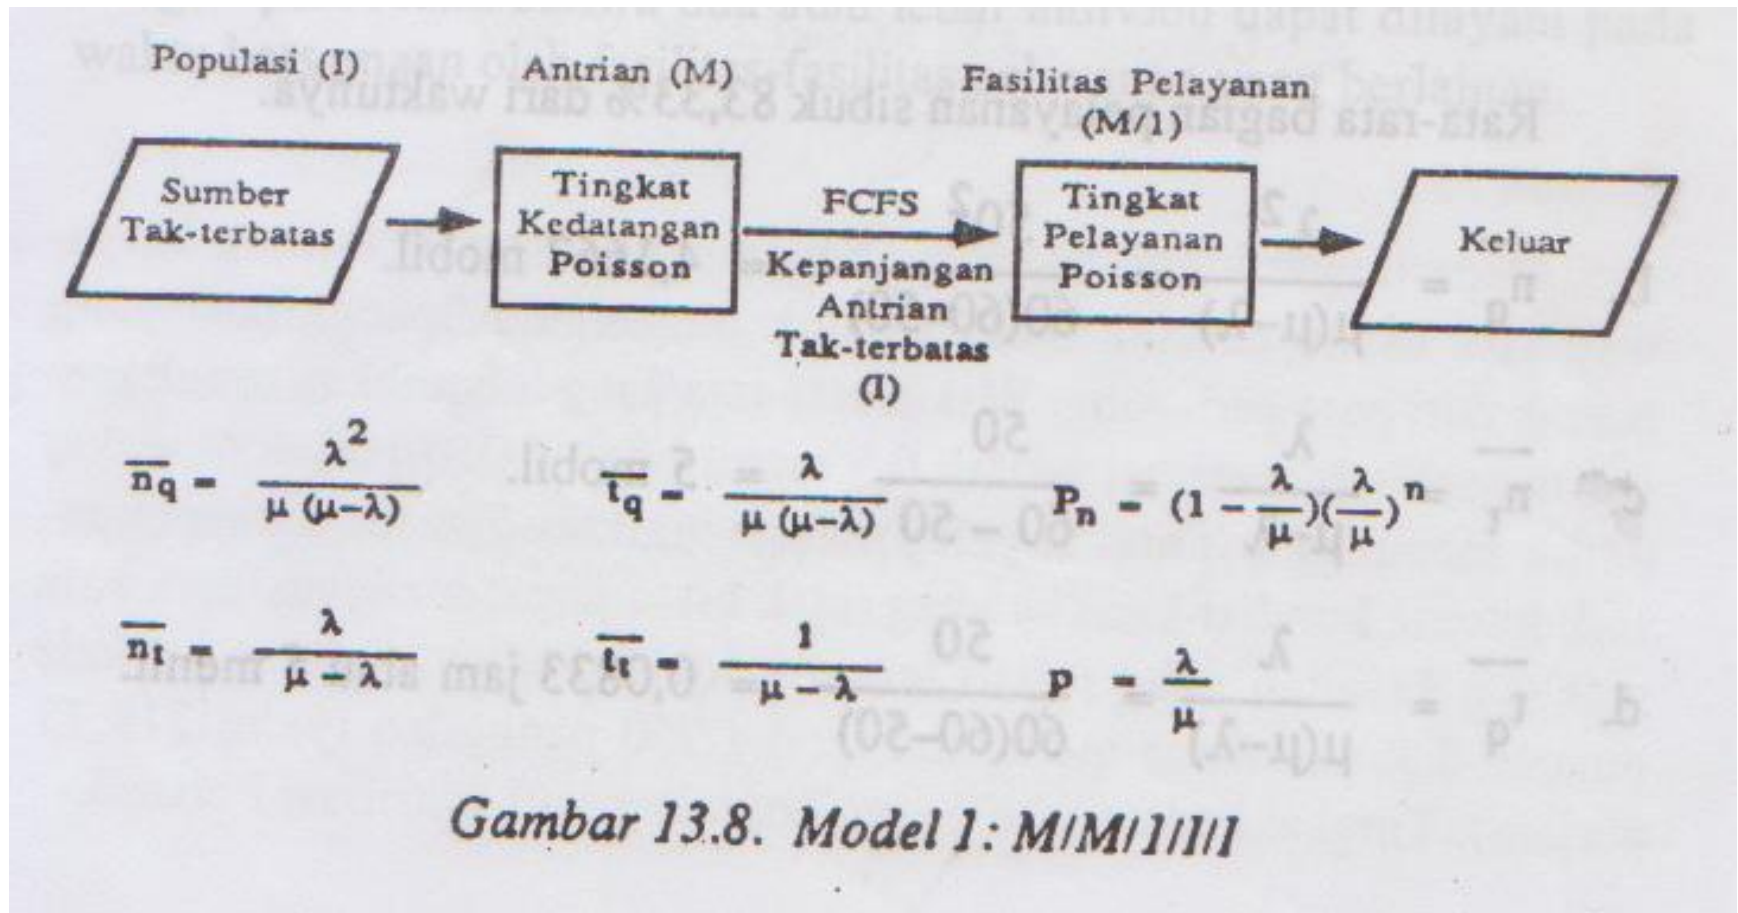 Populasi (I)
Antrian (M)
Fasilitas Pelayanan
(M/1)
Sumber
Tak-terbatas
Tingkat
Kedatangan
Poisson
FCFS
Kepanjangan
Antrian
Tak-terbatas
(I)
Tingkat
Pelayanan
Poisson
Keluar
n̅q = λ² / μ (μ–λ)
t̅q = λ / μ (μ–λ)
Pn = (1 – λ/μ)(λ/μ)ⁿ
n̅t = λ / μ – λ
t̅t = 1 / μ – λ
p = λ / μ
Gambar 13.8. Model 1: M/M/1/I/I